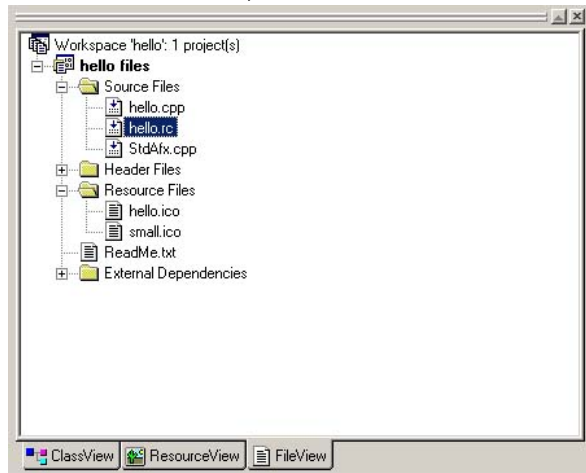 Workspace 'hello': 1 project(s)
hello files
Source Files
hello.cpp
hello.rc
StdAfx.cpp
Header Files
Resource Files
hello.ico
small.ico
ReadMe.txt
External Dependencies
ClassView ResourceView FileView